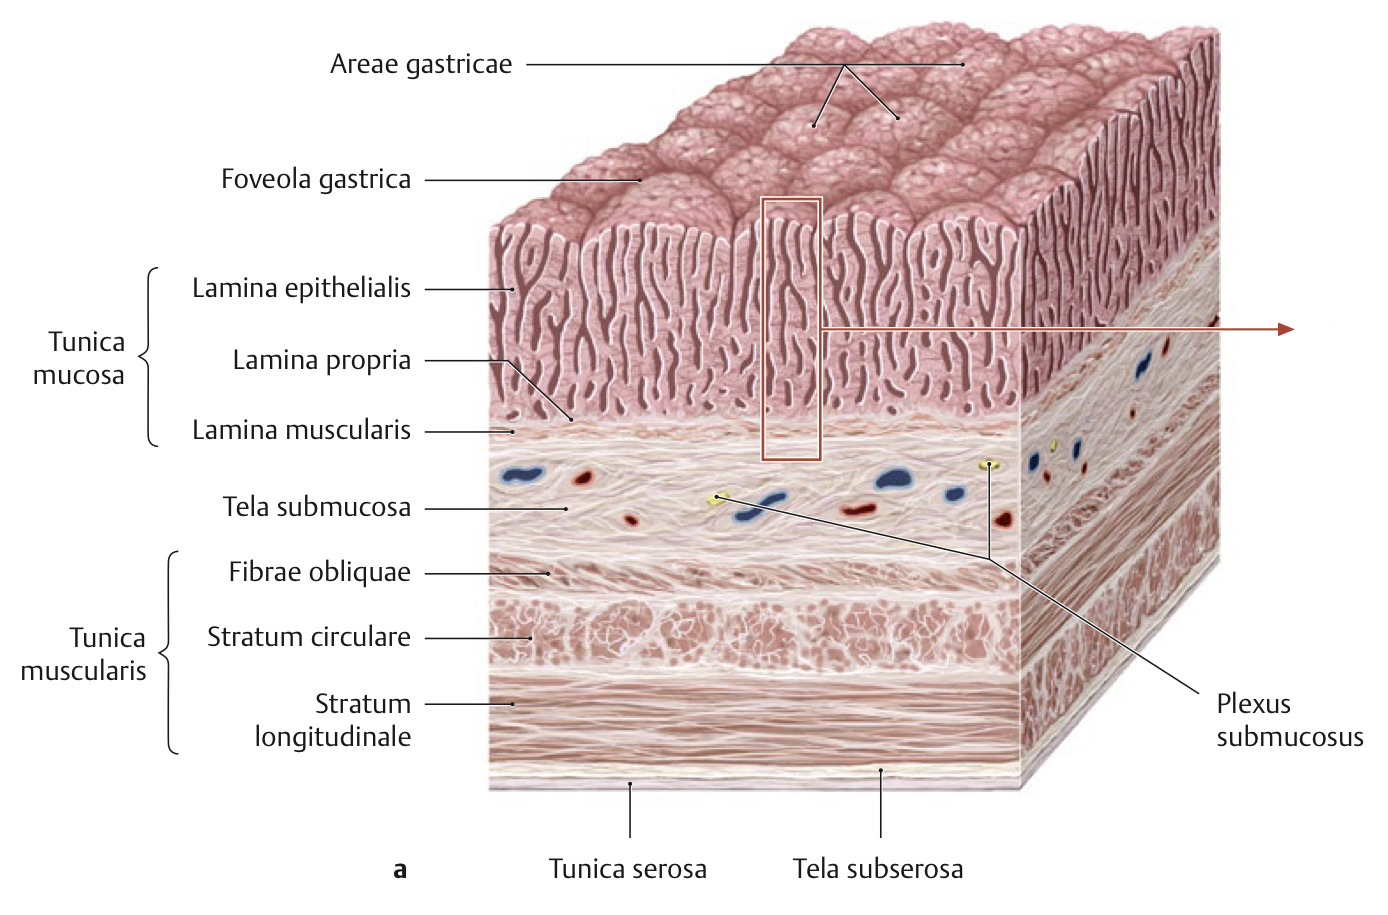 Areae gastricae
Foveola gastrica
Tunica
mucosa
Lamina epithelialis
Lamina propria
Lamina muscularis
Tela submucosa
Tunica
muscularis
Fibrae obliquae
Stratum circulare
Stratum
longitudinale
Plexus
submucosus
a
Tunica serosa
Tela subserosa